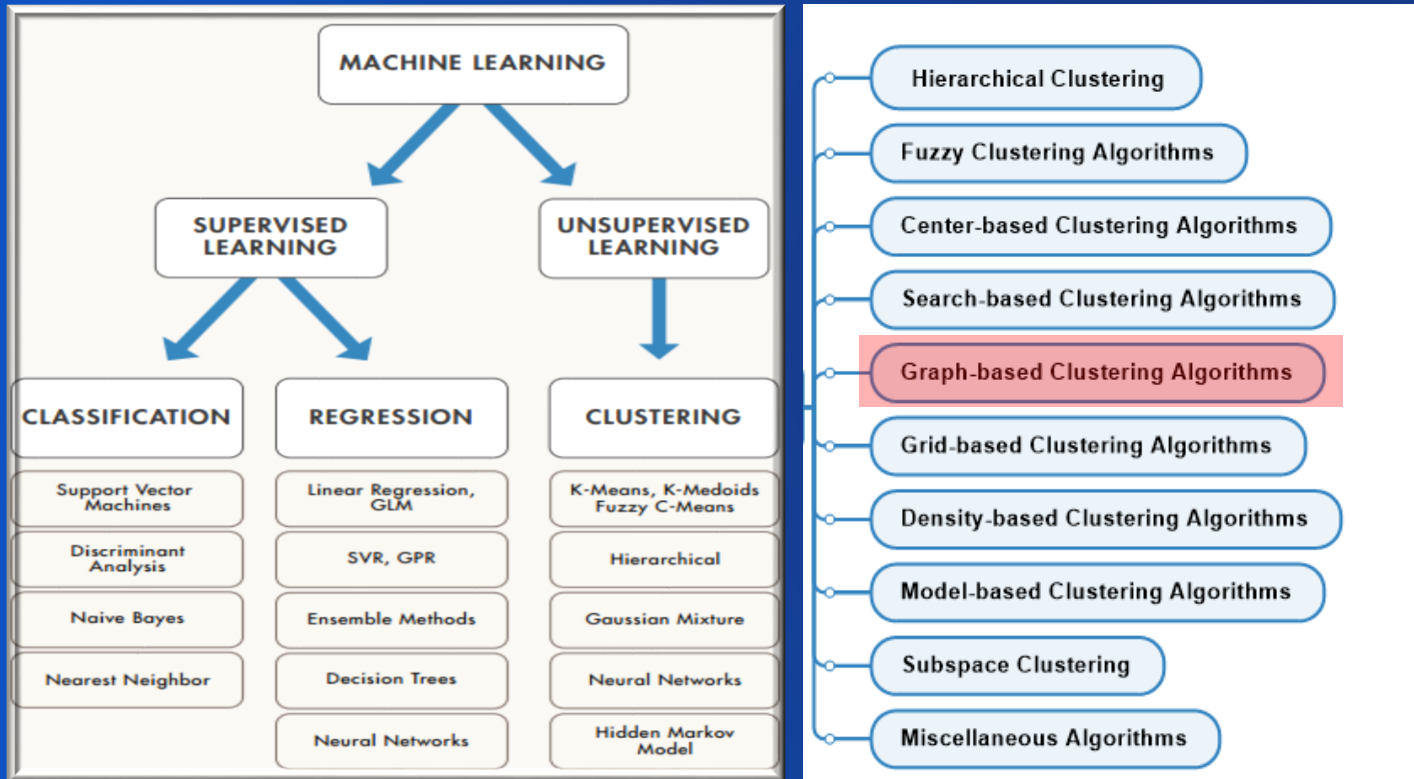 MACHINE LEARNING
SUPERVISED
LEARNING
UNSUPERVISED
LEARNING
CLASSIFICATION
REGRESSION
CLUSTERING
Support Vector
Machines
Discriminant
Analysis
Naive Bayes
Nearest Neighbor
Linear Regression,
GLM
SVR, GPR
Ensemble Methods
Decision Trees
Neural Networks
K-Means, K-Medoids
Fuzzy C-Means
Hierarchical
Gaussian Mixture
Neural Networks
Hidden Markov
Model
Hierarchical Clustering
Fuzzy Clustering Algorithms
Center-based Clustering Algorithms
Search-based Clustering Algorithms
Graph-based Clustering Algorithms
Grid-based Clustering Algorithms
Density-based Clustering Algorithms
Model-based Clustering Algorithms
Subspace Clustering
Miscellaneous Algorithms